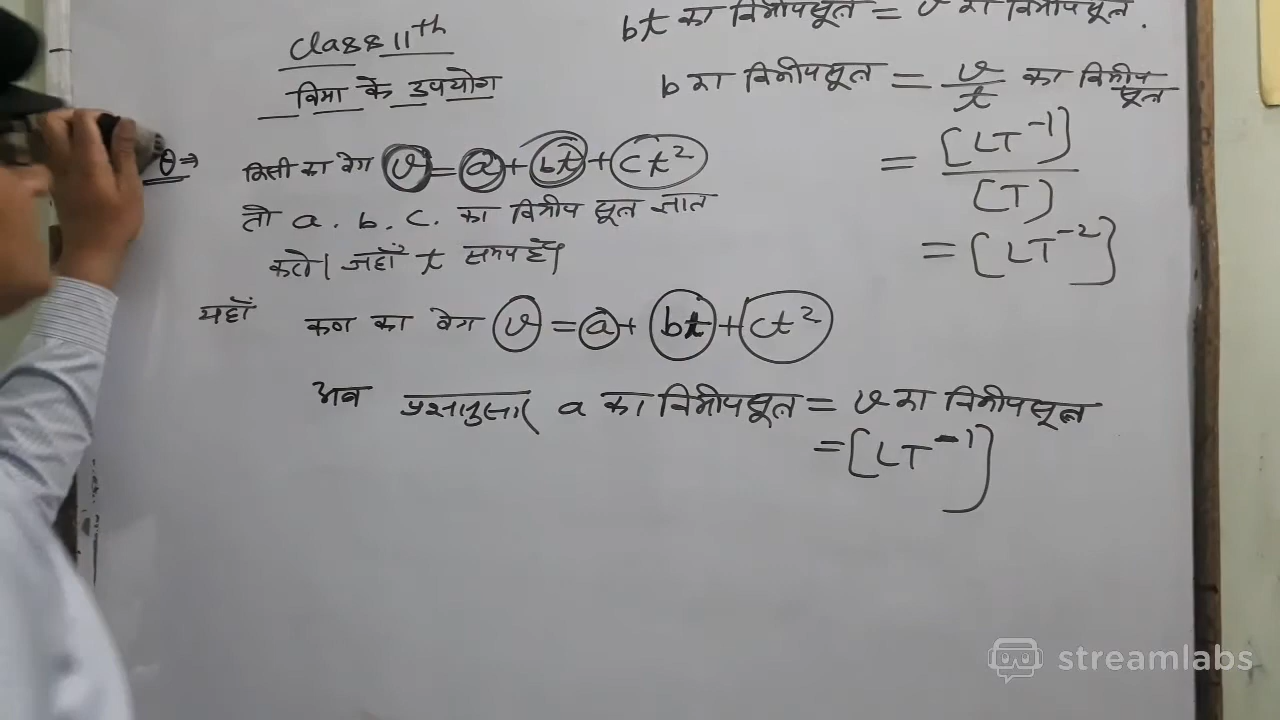 Class 11th
विमा के उपयोग
θ⇒ किसी का वेग v = a + bt + ct²
तो a. b. c. का विमीय सूत्र ज्ञात
करो। जहाँ t समय है।
यहाँ कण का वेग v = a + bt + ct²
अब प्रश्नानुसार a का विमीयसूत्र = v का विमीयसूत्र
= [LT⁻¹]
bt का विमीयसूत्र = v का विमीयसूत्र.
b का विमीयसूत्र = v/t का विमीय सूत्र
= [LT⁻¹]/[T]
= [LT⁻²]
streamlabs